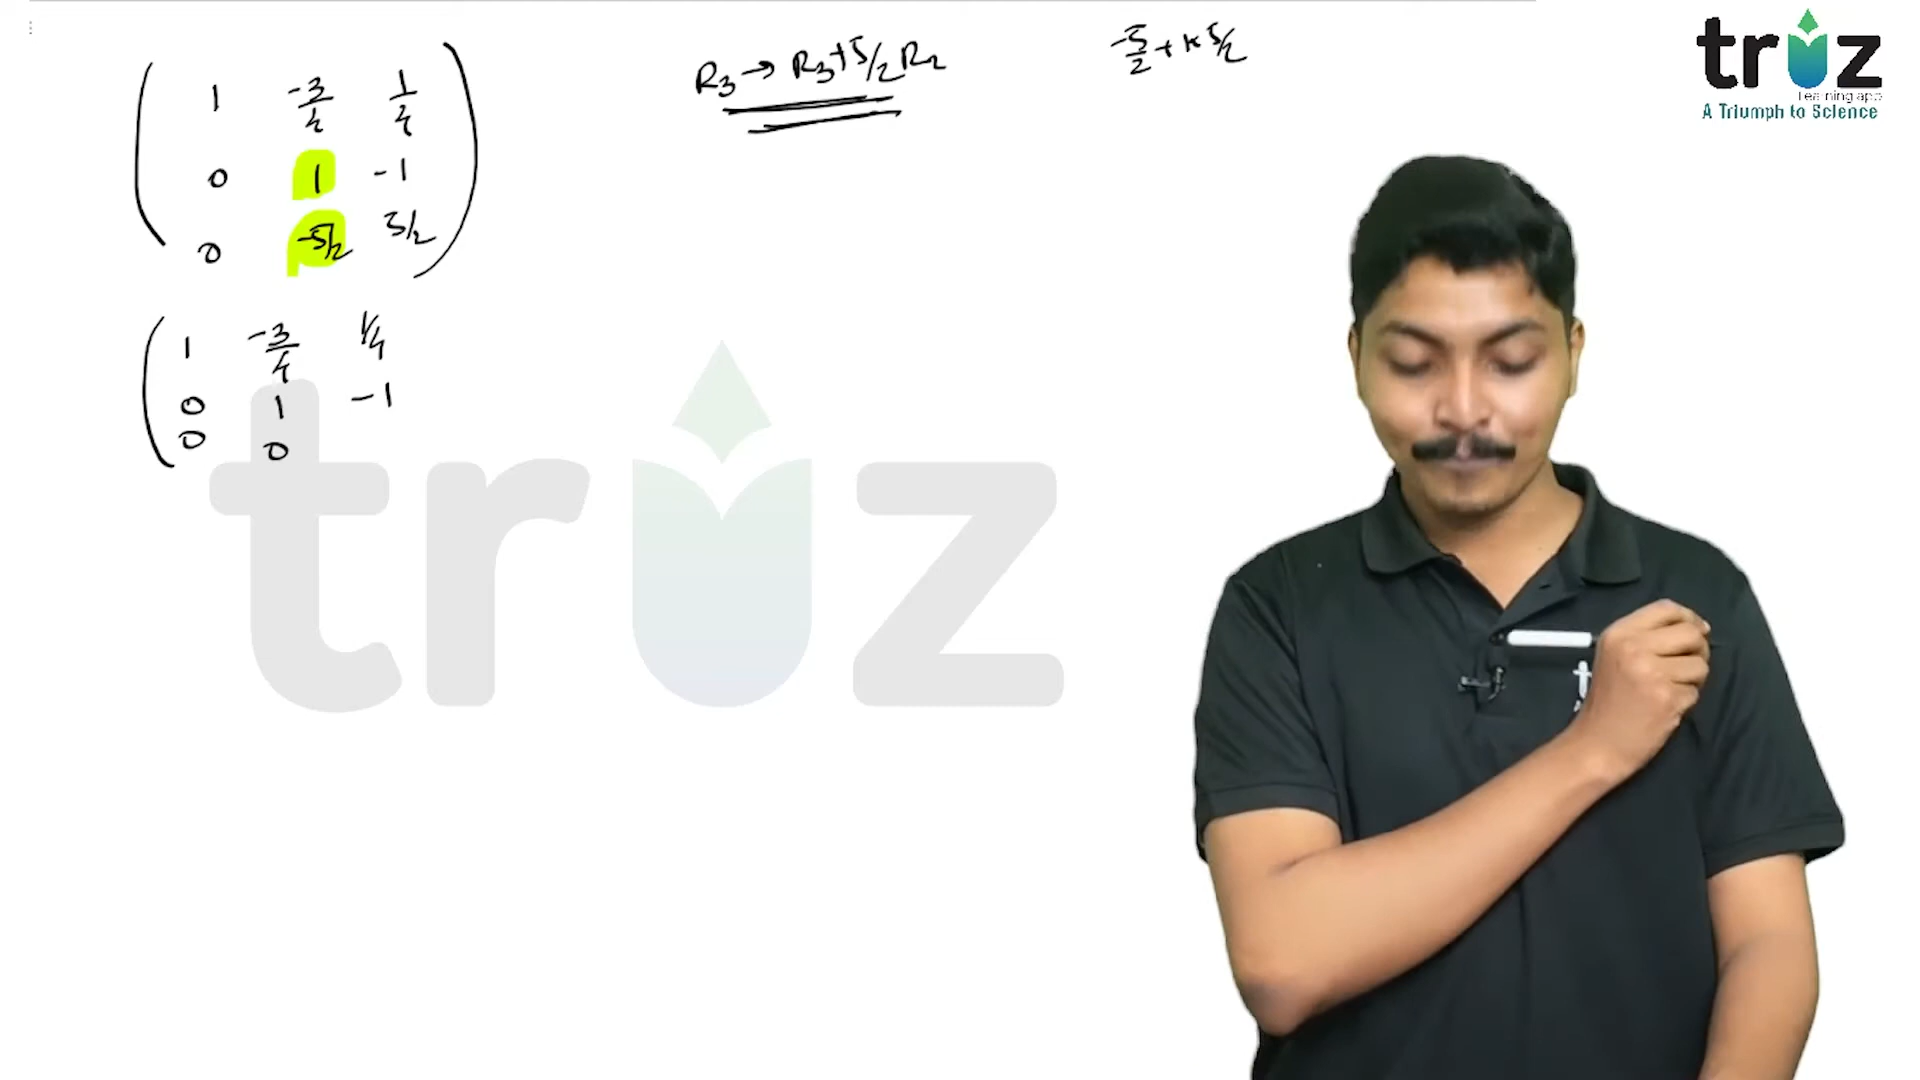 1 -3/4 1/4
0 1 -1
0 -5/2 5/2
R3 → R3 + 5/2 R2
-5/2 + 1× 5/2
1 -3/4 1/4
0 1 -1
0 0
truz
Learning app
A Triumph to Science
truz
t